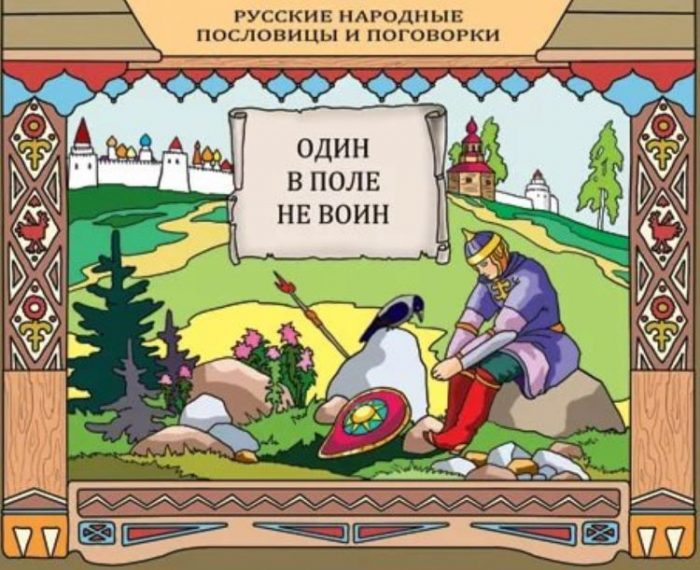 РУССКИЕ НАРОДНЫЕ
ПОСЛОВИЦЫ И ПОГОВОРКИ
ОДИН
В ПОЛЕ
НЕ ВОИН